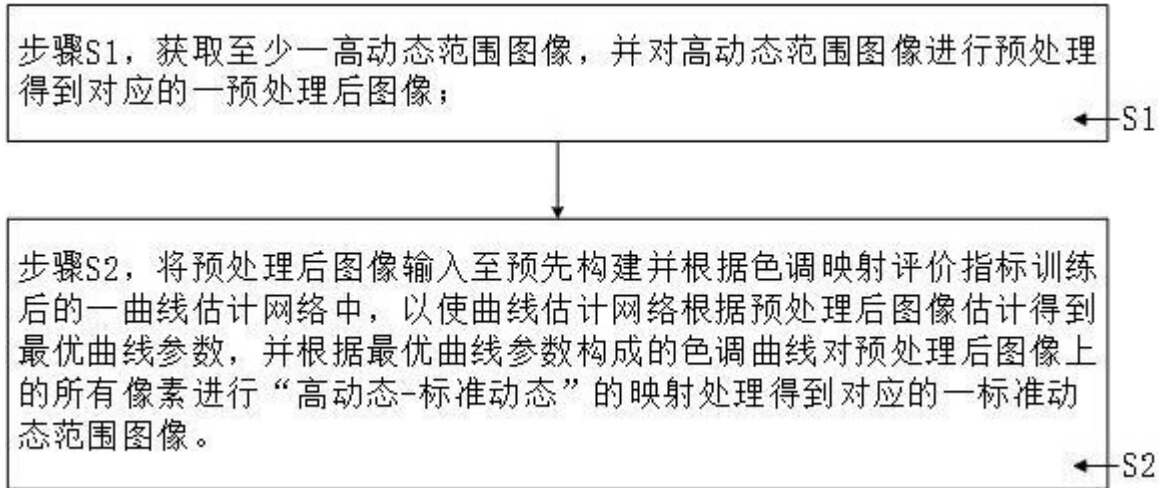 步骤S1，获取至少一高动态范围图像，并对高动态范围图像进行预处理
得到对应的一预处理后图像；
S1
步骤S2，将预处理后图像输入至预先构建并根据色调映射评价指标训练
后的一曲线估计网络中，以使曲线估计网络根据预处理后图像估计得到
最优曲线参数，并根据最优曲线参数构成的色调曲线对预处理后图像上
的所有像素进行“高动态-标准动态”的映射处理得到对应的一标准动
态范围图像。
S2